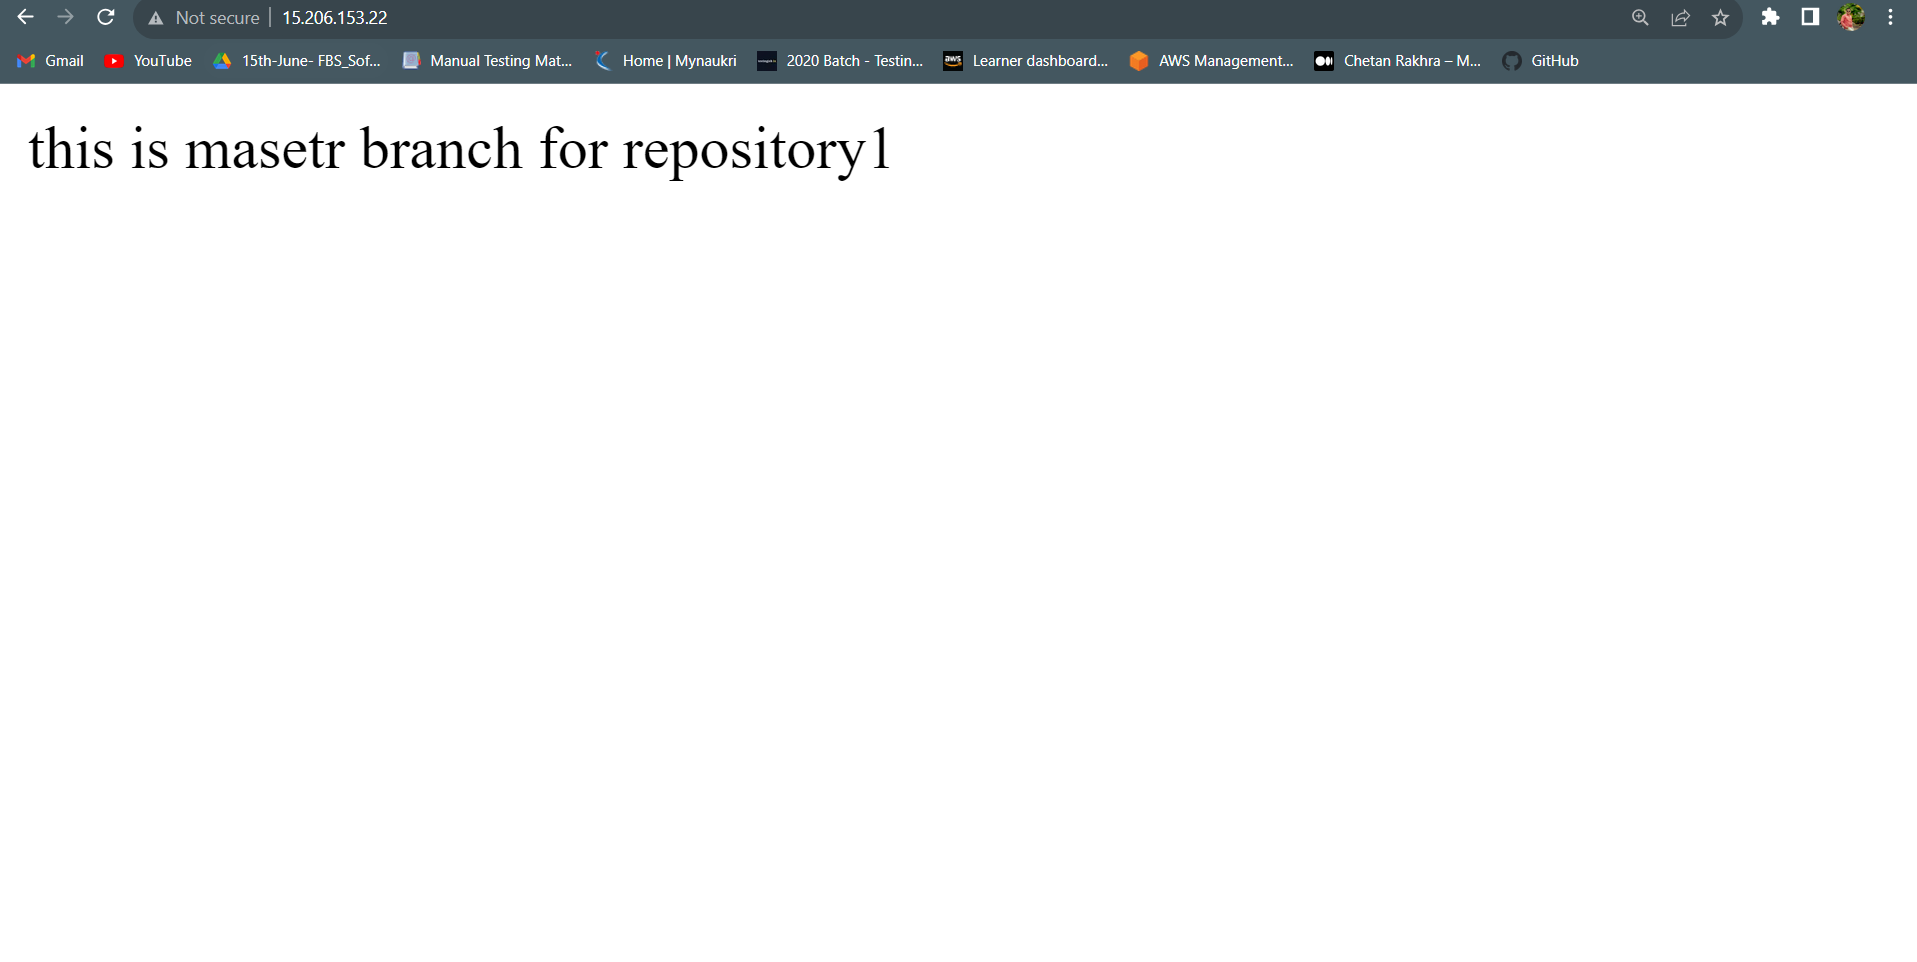 Not secure | 15.206.153.22
Gmail YouTube 15th-June- FBS_Sof... Manual Testing Mat... Home | Mynaukri 2020 Batch - Testin... aws Learner dashboard... AWS Management... Chetan Rakhra – M... GitHub
this is masetr branch for repository1